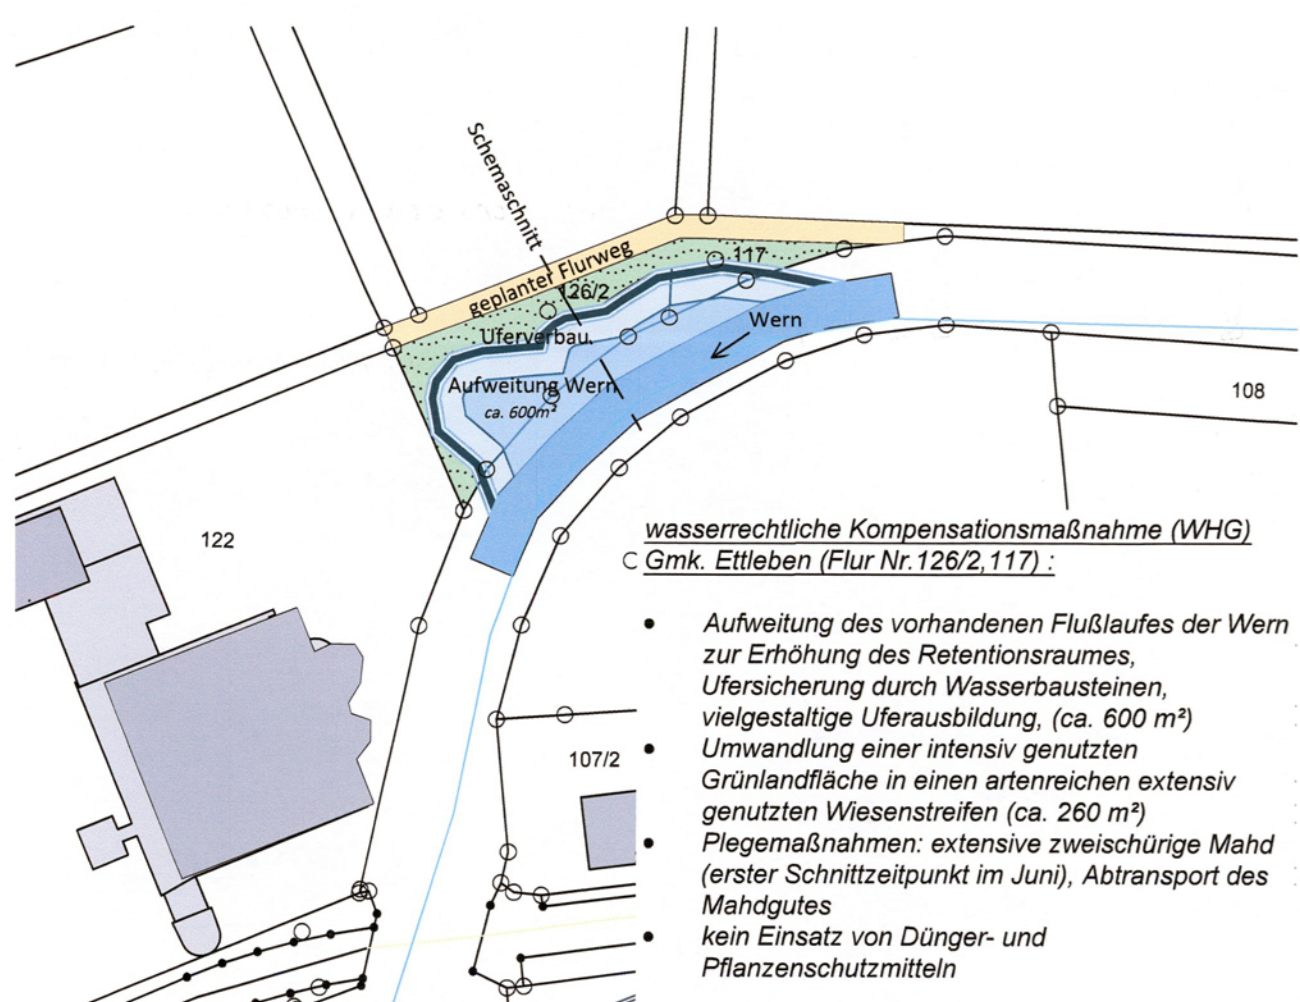 Schemaschnitt
geplanter Flurweg
117
126/2
Uferverbau.
Wern
Aufweitung Wern
ca. 600m²
108
122
107/2
wasserrechtliche Kompensationsmaßnahme (WHG)
Gmk. Ettleben (Flur Nr.126/2,117) :
• Aufweitung des vorhandenen Flußlaufes der Wern
zur Erhöhung des Retentionsraumes,
Ufersicherung durch Wasserbausteinen,
vielgestaltige Uferausbildung, (ca. 600 m²)
• Umwandlung einer intensiv genutzten
Grünlandfläche in einen artenreichen extensiv
genutzten Wiesenstreifen (ca. 260 m²)
• Plegemaßnahmen: extensive zweischürige Mahd
(erster Schnittzeitpunkt im Juni), Abtransport des
Mahdgutes
• kein Einsatz von Dünger- und
Pflanzenschutzmitteln